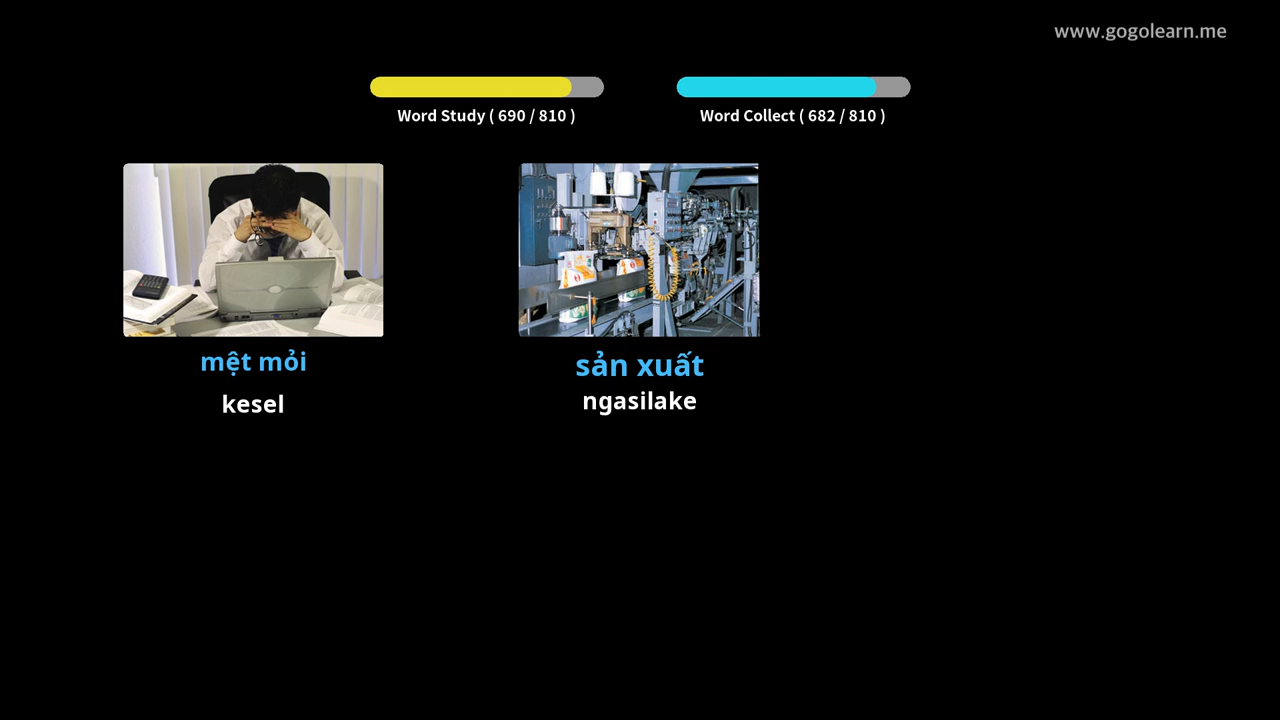 www.gogolearn.me
Word Study ( 690 / 810 )
Word Collect ( 682 / 810 )
mệt mỏi
kesel
sản xuất
ngasilake